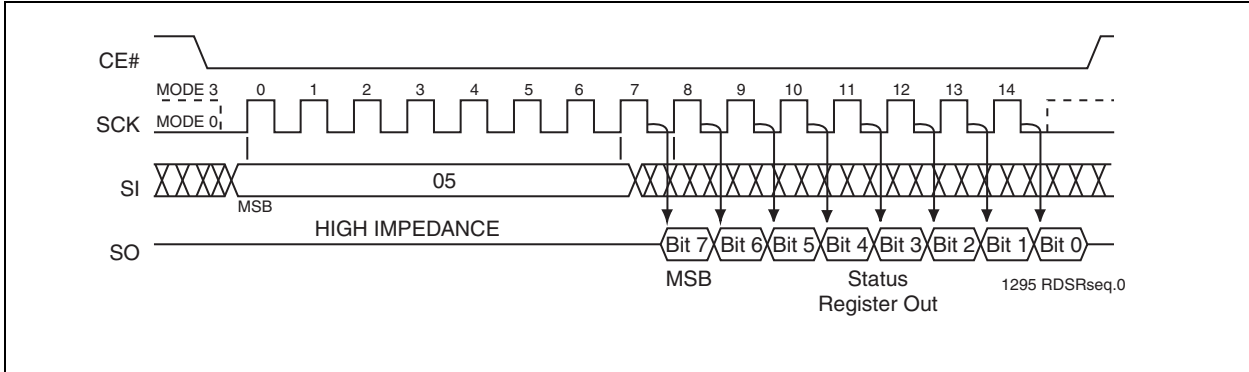 CE#
MODE 3 0 1 2 3 4 5 6 7 8 9 10 11 12 13 14
SCK MODE 0
SI 05
MSB
HIGH IMPEDANCE
SO Bit 7 Bit 6 Bit 5 Bit 4 Bit 3 Bit 2 Bit 1 Bit 0
MSB Status
Register Out
1295 RDSRseq.0